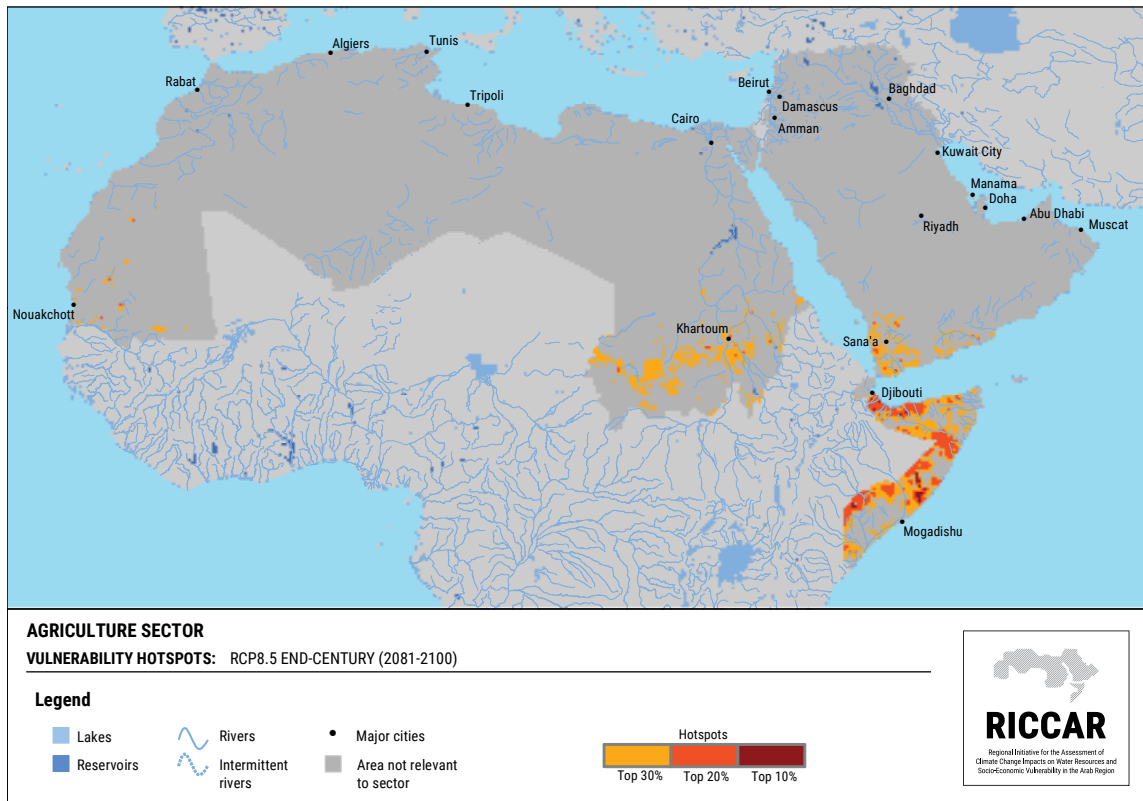 Algiers
Tunis
Rabat
Tripoli
Beirut
Baghdad
Damascus
Cairo
Amman
Kuwait City
Manama
Doha
Abu Dhabi
Riyadh
Muscat
Nouakchott
Khartoum
Sana'a
Djibouti
Mogadishu
AGRICULTURE SECTOR
VULNERABILITY HOTSPOTS: RCP8.5 END-CENTURY (2081-2100)
Legend
Lakes
Rivers
Major cities
Reservoirs
Intermittent
rivers
Area not relevant
to sector
Hotspots
Top 30% Top 20% Top 10%
RICCAR
Regional Initiative for the Assessment of
Climate Change Impacts on Water Resources and
Socio-Economic Vulnerability in the Arab Region